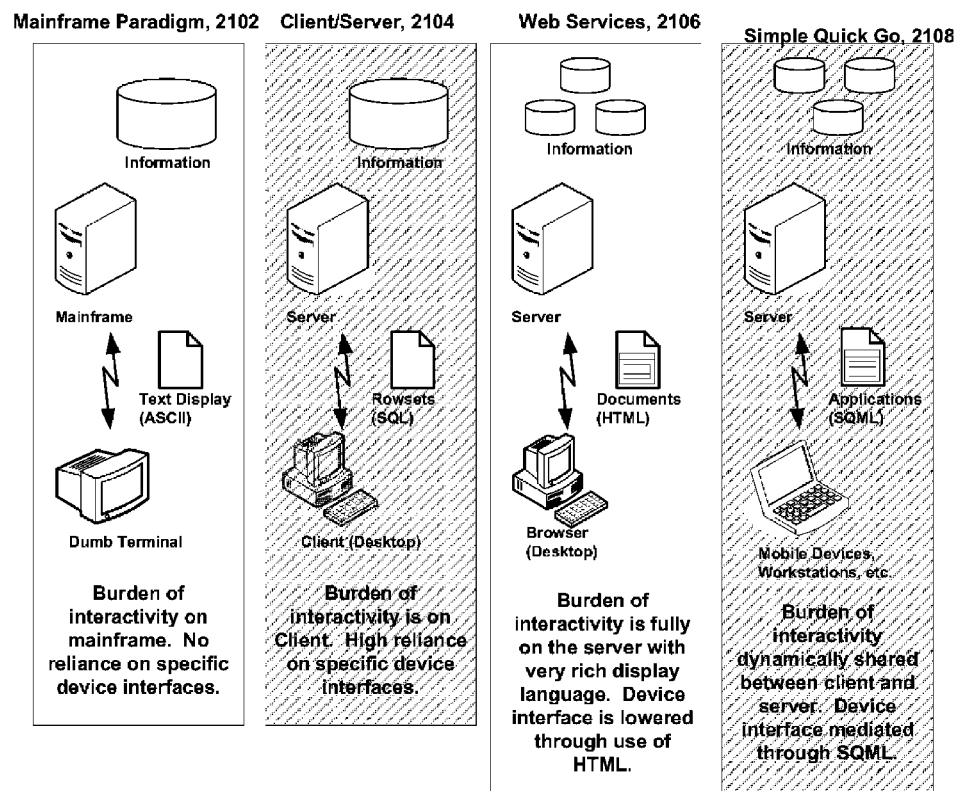 Mainframe Paradigm, 2102
Information
Mainframe
Text Display
(ASCII)
Dumb Terminal
Burden of
interactivity on
mainframe. No
reliance on specific
device interfaces.
Client/Server, 2104
Information
Server
Rowsets
(SQL)
Client (Desktop)
Burden of
interactivity is on
Client. High reliance
on specific device
interfaces.
Web Services, 2106
Information
Server
Documents
(HTML)
Browser
(Desktop)
Burden of
interactivity is fully
on the server with
very rich display
language. Device
interface is lowered
through use of
HTML.
Simple Quick Go, 2108
Information
Server
Applications
(SQML)
Mobile Devices,
Workstations, etc.
Burden of
interactivity
dynamically shared
between client and
server. Device
interface mediated
through SQML.